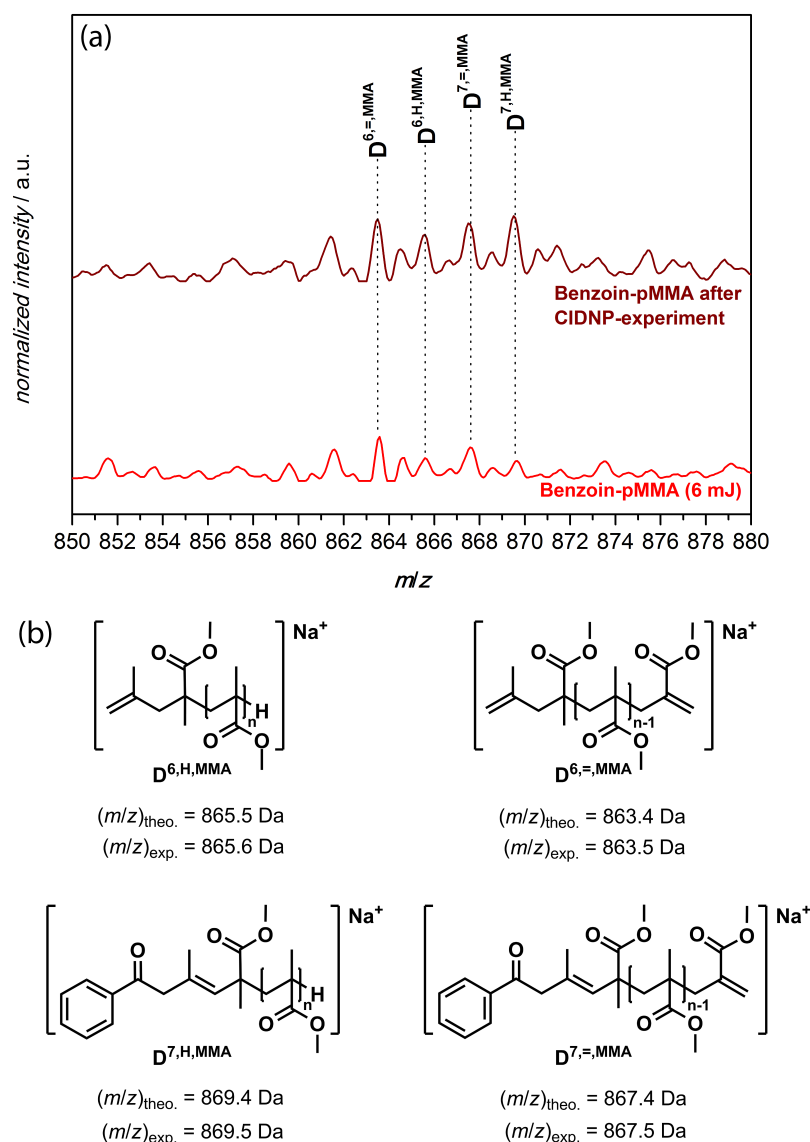 (a)
D6,=,MMA
D6,H,MMA
D7,=,MMA
D7,H,MMA
normalized intensity / a.u.
Benzoin-pMMA after
CIDNP-experiment
Benzoin-pMMA (6 mJ)
850 852 854 856 858 860 862 864 866 868 870 872 874 876 878 880
m/z
(b)
Na+ Na+
O O O O O
n H n-1
O O O O
D6,H,MMA D6,=,MMA
(m/z)theo. = 865.5 Da (m/z)theo. = 863.4 Da
(m/z)exp. = 865.6 Da (m/z)exp. = 863.5 Da
Na+ Na+
O O O O O O O O
n H n-1
O O O O
D7,H,MMA D7,=,MMA
(m/z)theo. = 869.4 Da (m/z)theo. = 867.4 Da
(m/z)exp. = 869.5 Da (m/z)exp. = 867.5 Da